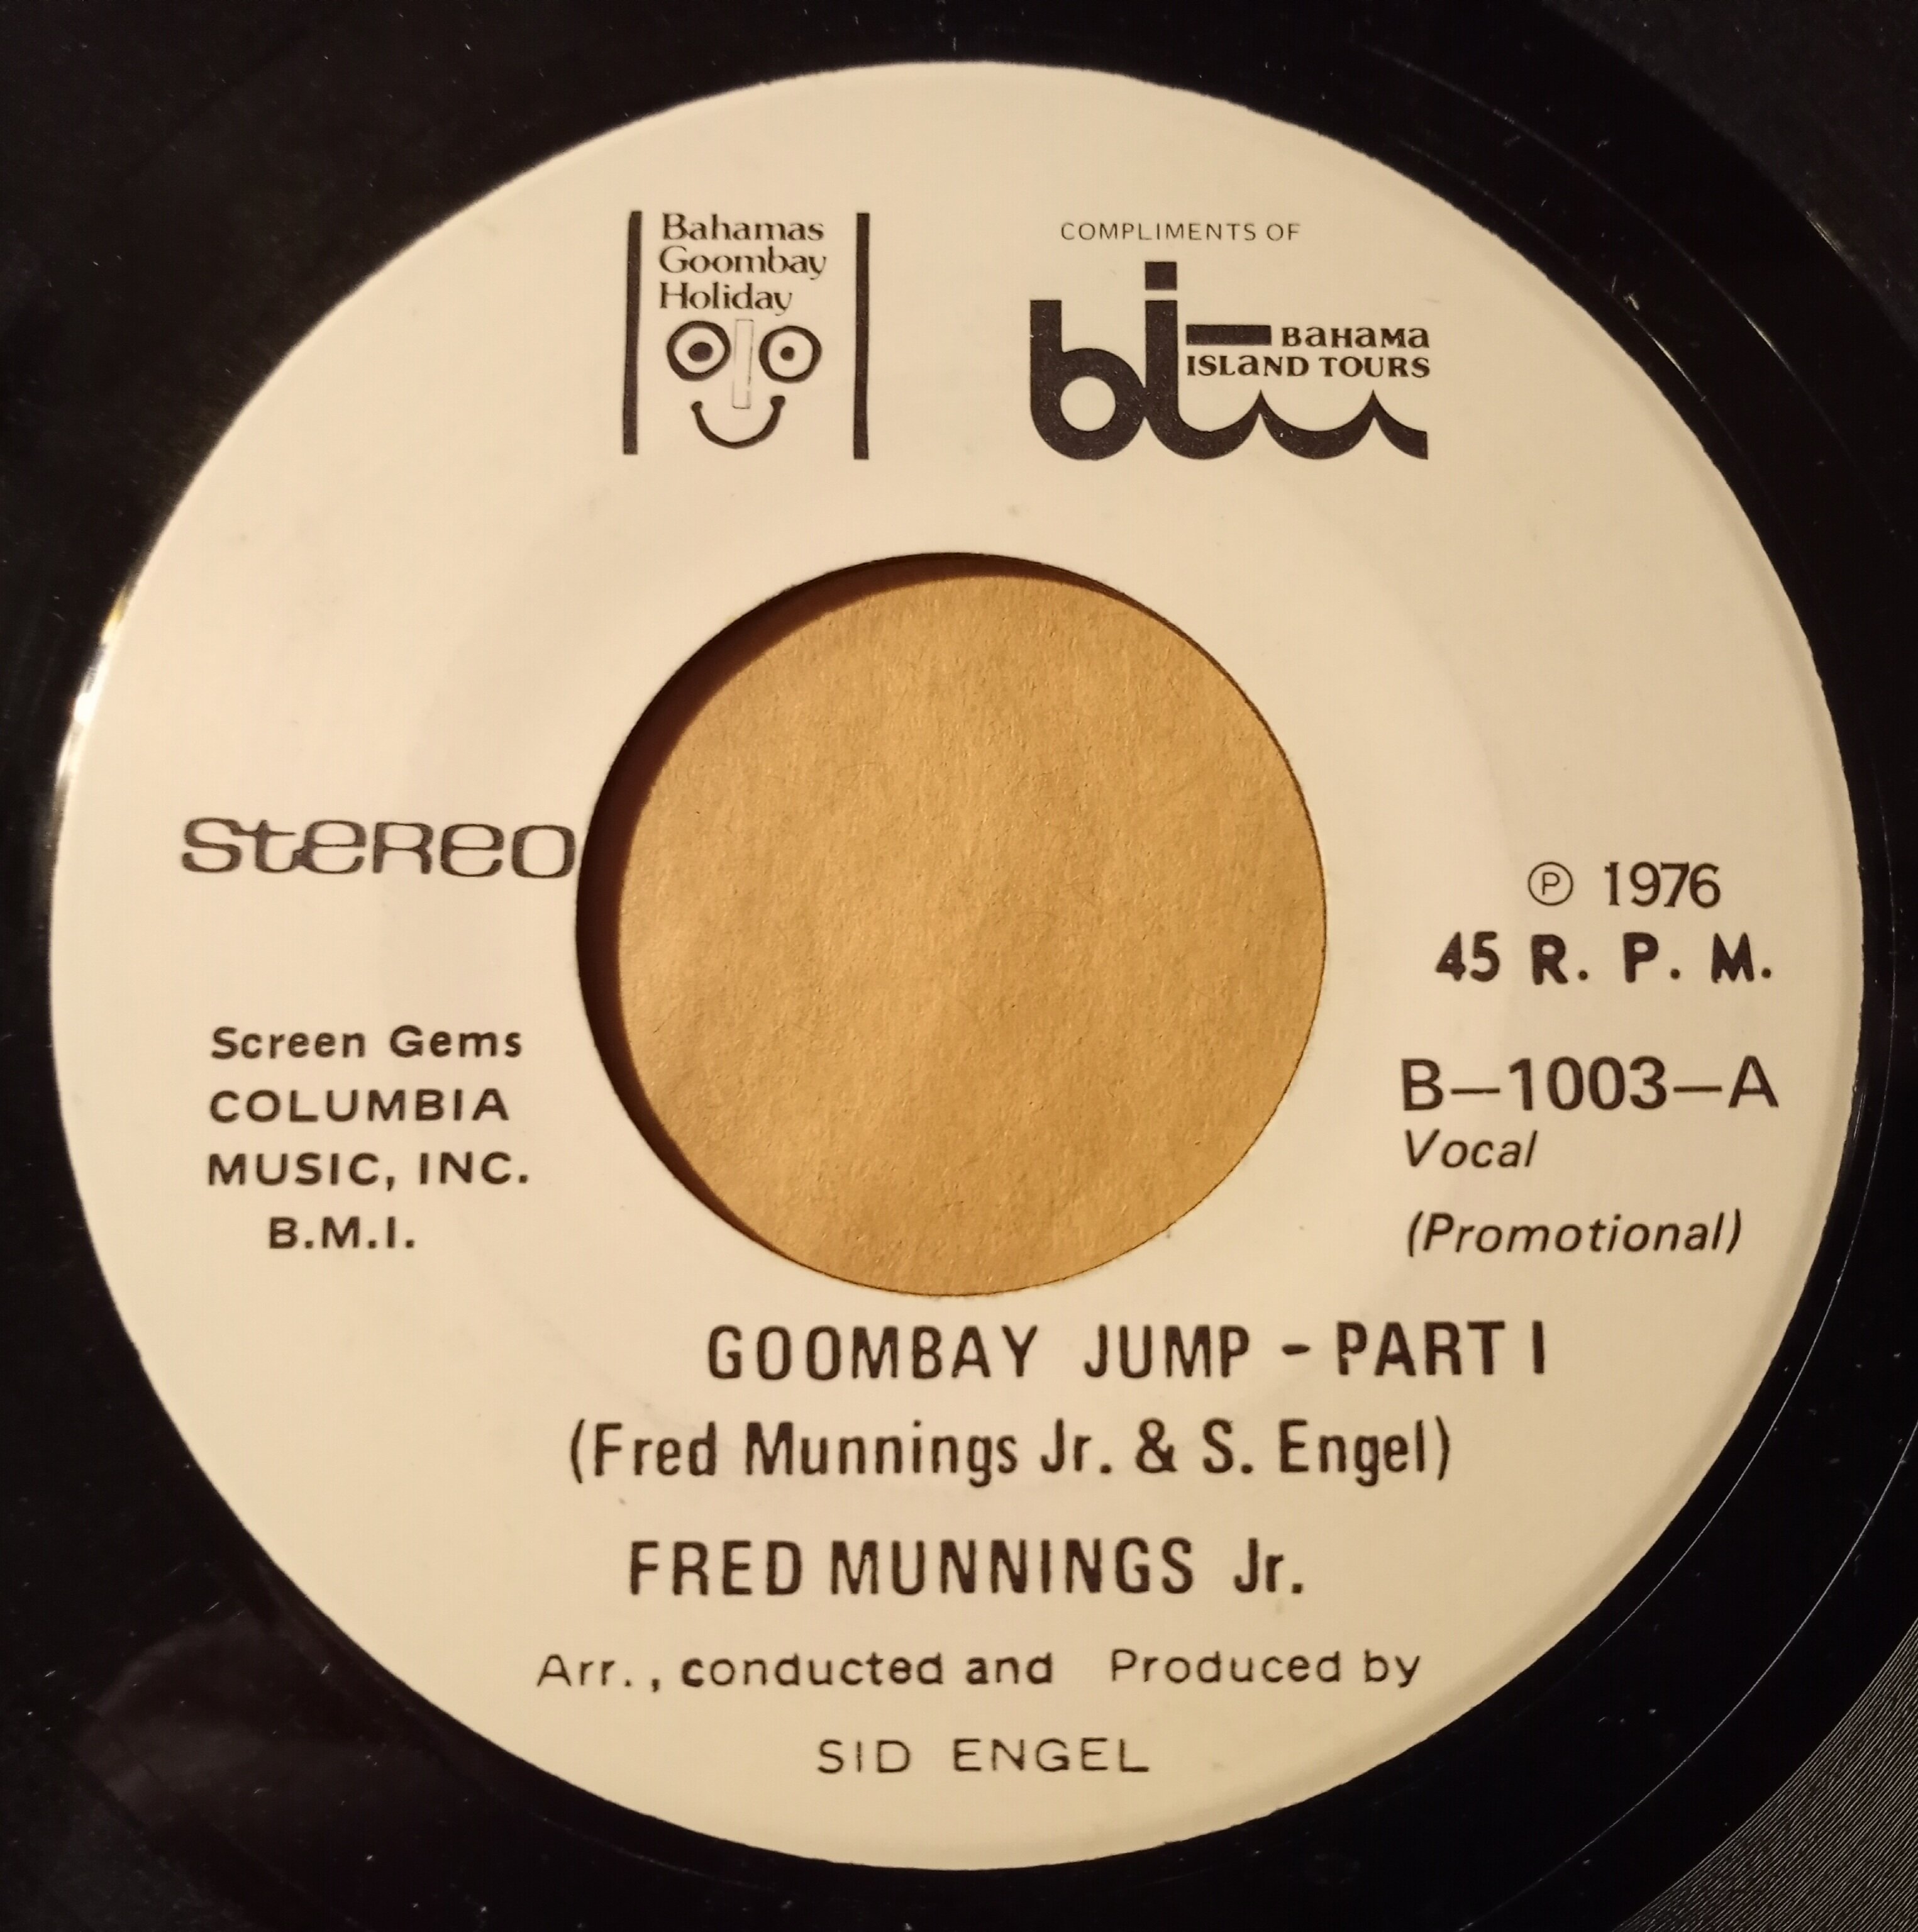 Bahamas
Goombay
Holiday
COMPLIMENTS OF
bit
BaHaMa
ISLaND TOURS
SteReo
Ⓟ 1976
45 R. P. M.
Screen Gems
COLUMBIA
MUSIC, INC.
B.M.I.
B—1003—A
Vocal
(Promotional)
GOOMBAY JUMP - PART I
(Fred Munnings Jr. & S. Engel)
FRED MUNNINGS Jr.
Arr., conducted and Produced by
SID ENGEL